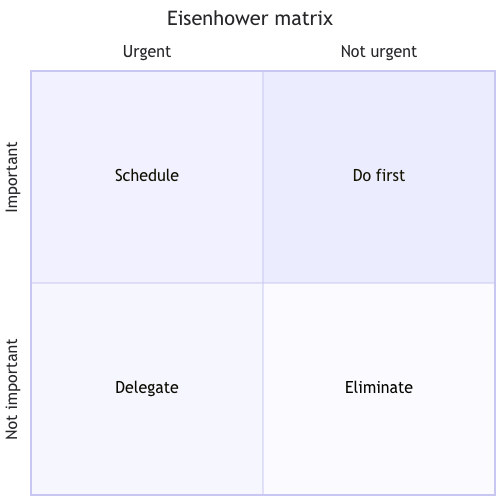 Eisenhower matrix
Urgent
Not urgent
Important
Schedule
Do first
Not important
Delegate
Eliminate